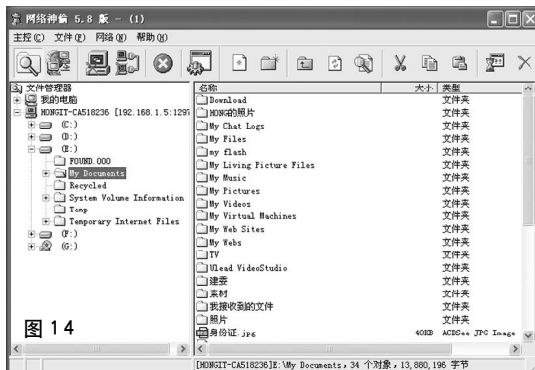 网络神偷 5.8 版 - (1)
主控(C) 文件(F) 网络(N) 帮助(H)
文件管理器
我的电脑
HONGIT-CA518236 [192.168.1.5:129
(C:)
(D:)
(E:)
FOUND.000
My Documents
Recycled
System Volume Information
Temp
Temporary Internet Files
(F:)
(G:)
图 14
名称 大小 类型
Download 文件夹
HONG的照片 文件夹
My Chat Logs 文件夹
My Files 文件夹
my flash 文件夹
My Living Picture Files 文件夹
My Music 文件夹
My Pictures 文件夹
My Videos 文件夹
My Virtual Machines 文件夹
My Web Sites 文件夹
My Webs 文件夹
TV 文件夹
Ulead VideoStudio 文件夹
建委 文件夹
素材 文件夹
我接收到的文件 文件夹
照片 文件夹
身份证.jpg 40KB ACDSee JPG Image
[HONGIT-CA518236]E:\My Documents,34 个对象,13,880,196 字节